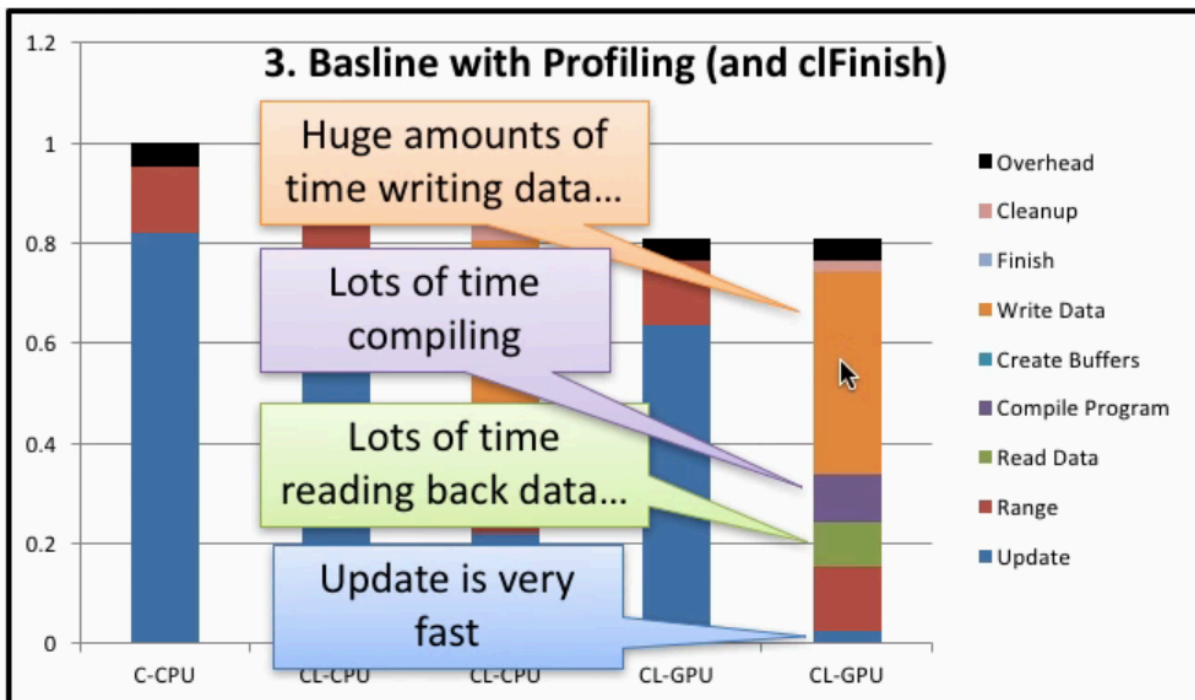 3. Basline with Profiling (and clFinish)
1.2
1
0.8
0.6
0.4
0.2
0
Huge amounts of
time writing data...
Lots of time
compiling
Lots of time
reading back data...
Update is very
fast
C-CPU
CL-CPU
CL-CPU
CL-GPU
CL-GPU
Overhead
Cleanup
Finish
Write Data
Create Buffers
Compile Program
Read Data
Range
Update